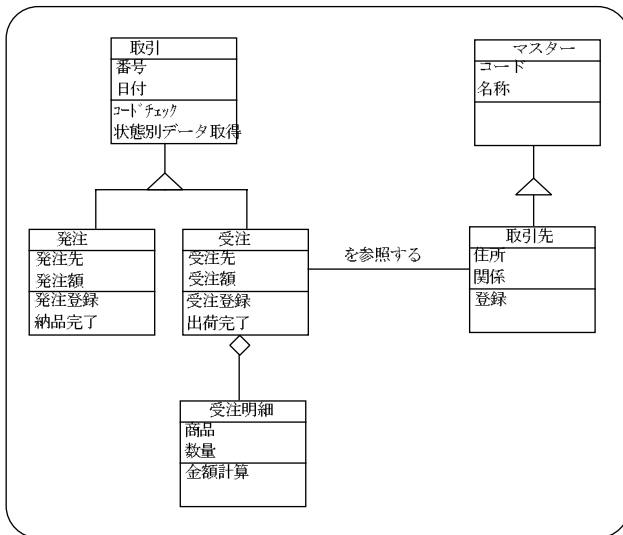 取引
番号
日付
コードチェック
状態別データ取得
マスター
コード
名称
発注
発注先
発注額
発注登録
納品完了
受注
受注先
受注額
受注登録
出荷完了
を参照する
取引先
住所
関係
登録
受注明細
商品
数量
金額計算